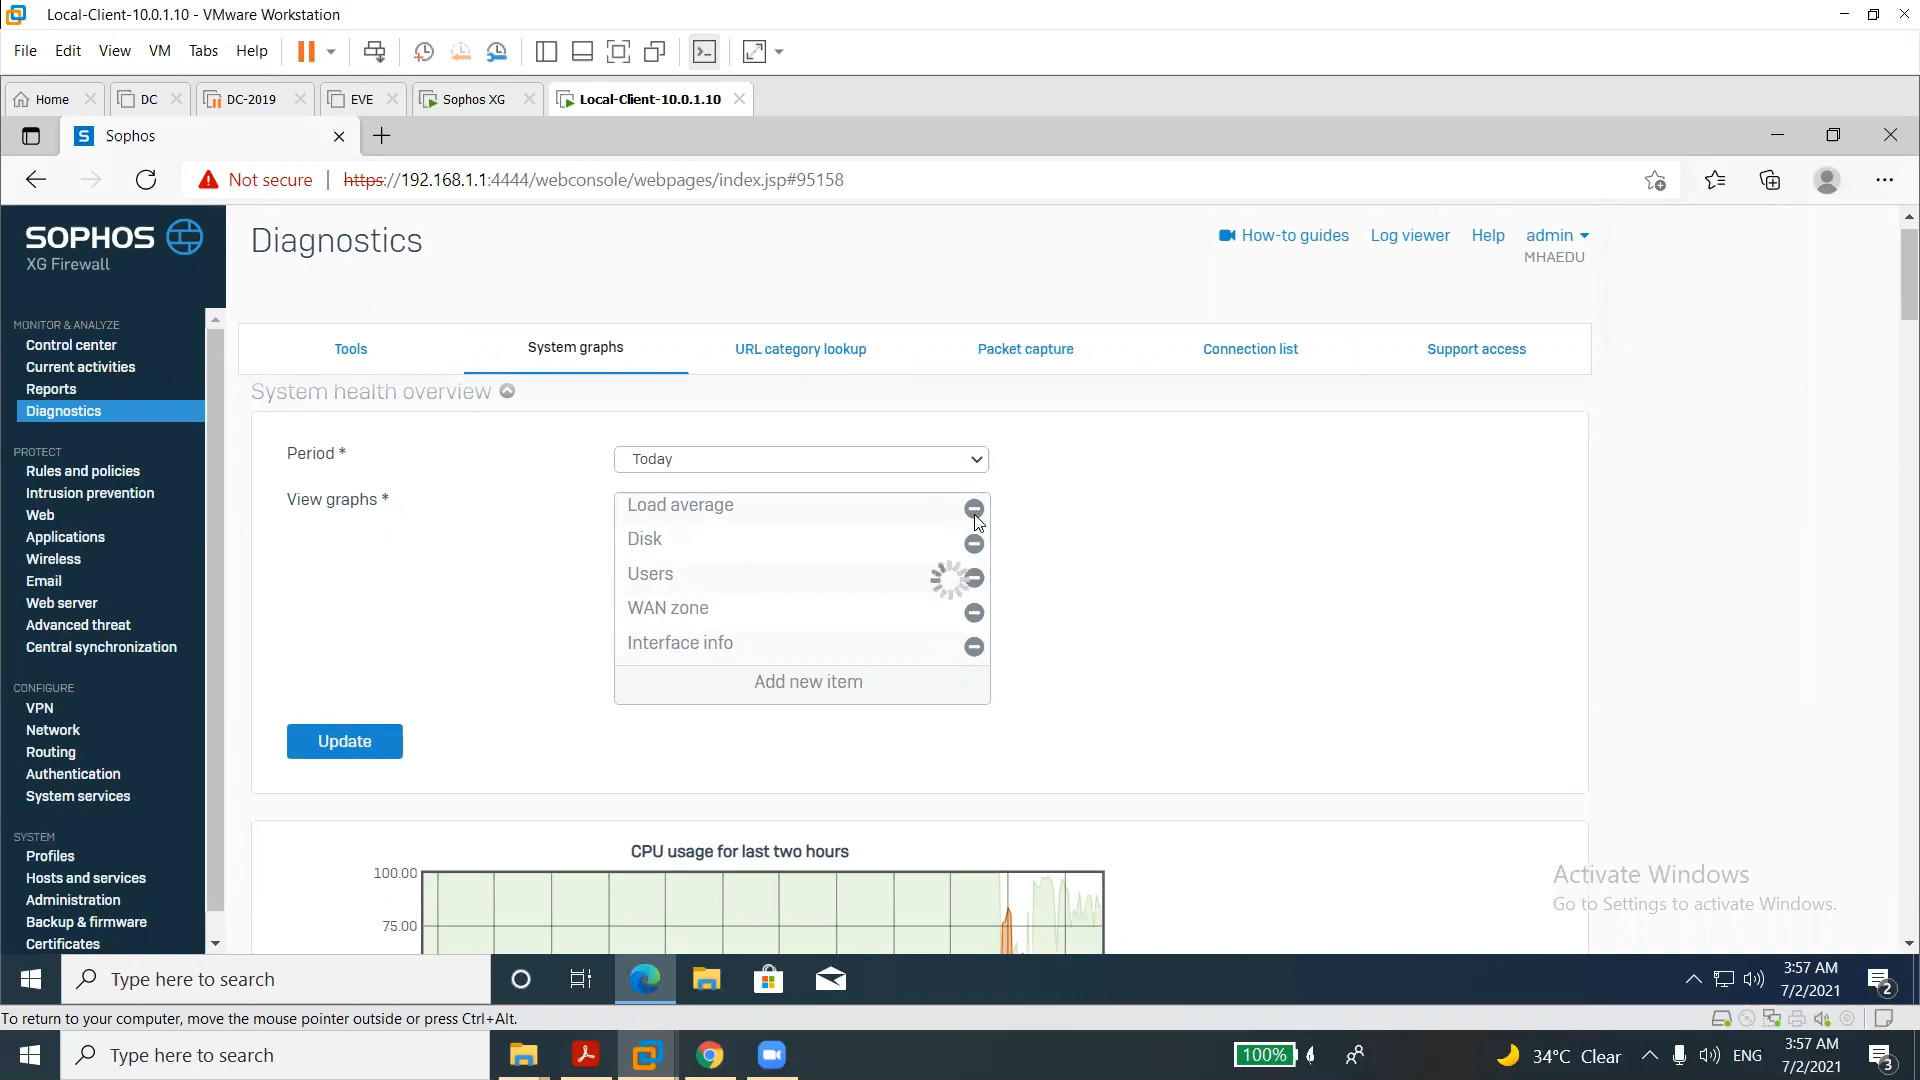 Local-Client-10.0.1.10 - VMware Workstation
File Edit View VM Tabs Help
Home DC DC-2019 EVE Sophos XG Local-Client-10.0.1.10
S Sophos
Not secure | https://192.168.1.1:4444/webconsole/webpages/index.jsp#95158
SOPHOS
XG Firewall
Diagnostics
How-to guides Log viewer Help admin
MHAEDU
MONITOR & ANALYZE
Control center
Current activities
Reports
Diagnostics
PROTECT
Rules and policies
Intrusion prevention
Web
Applications
Wireless
Email
Web server
Advanced threat
Central synchronization
CONFIGURE
VPN
Network
Routing
Authentication
System services
SYSTEM
Profiles
Hosts and services
Administration
Backup & firmware
Certificates
Tools System graphs URL category lookup Packet capture Connection list Support access
System health overview
Period * Today
View graphs *
Load average
Disk
Users
WAN zone
Interface info
Add new item
Update
CPU usage for last two hours
100.00
75.00
Activate Windows
Go to Settings to activate Windows.
Type here to search
3:57 AM
7/2/2021
2
To return to your computer, move the mouse pointer outside or press Ctrl+Alt.
Type here to search
100%
34°C Clear
ENG
3:57 AM
7/2/2021
3